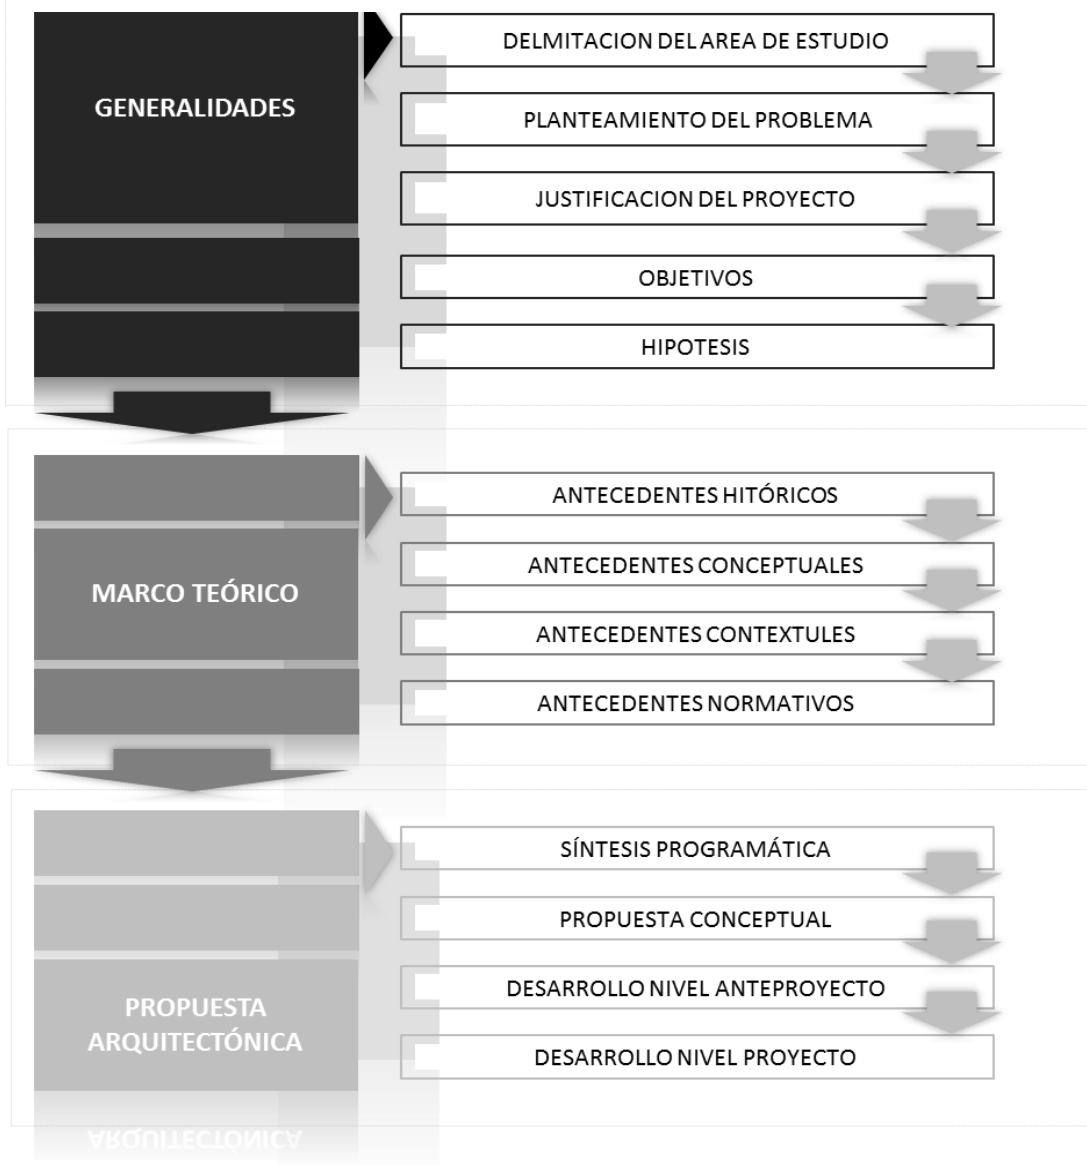 GENERALIDADES
DELMITACION DEL AREA DE ESTUDIO
PLANTEAMIENTO DEL PROBLEMA
JUSTIFICACION DEL PROYECTO
OBJETIVOS
HIPOTESIS
MARCO TEÓRICO
ANTECEDENTES HITÓRICOS
ANTECEDENTES CONCEPTUALES
ANTECEDENTES CONTEXTULES
ANTECEDENTES NORMATIVOS
PROPUESTA
ARQUITECTÓNICA
SÍNTESIS PROGRAMÁTICA
PROPUESTA CONCEPTUAL
DESARROLLO NIVEL ANTEPROYECTO
DESARROLLO NIVEL PROYECTO